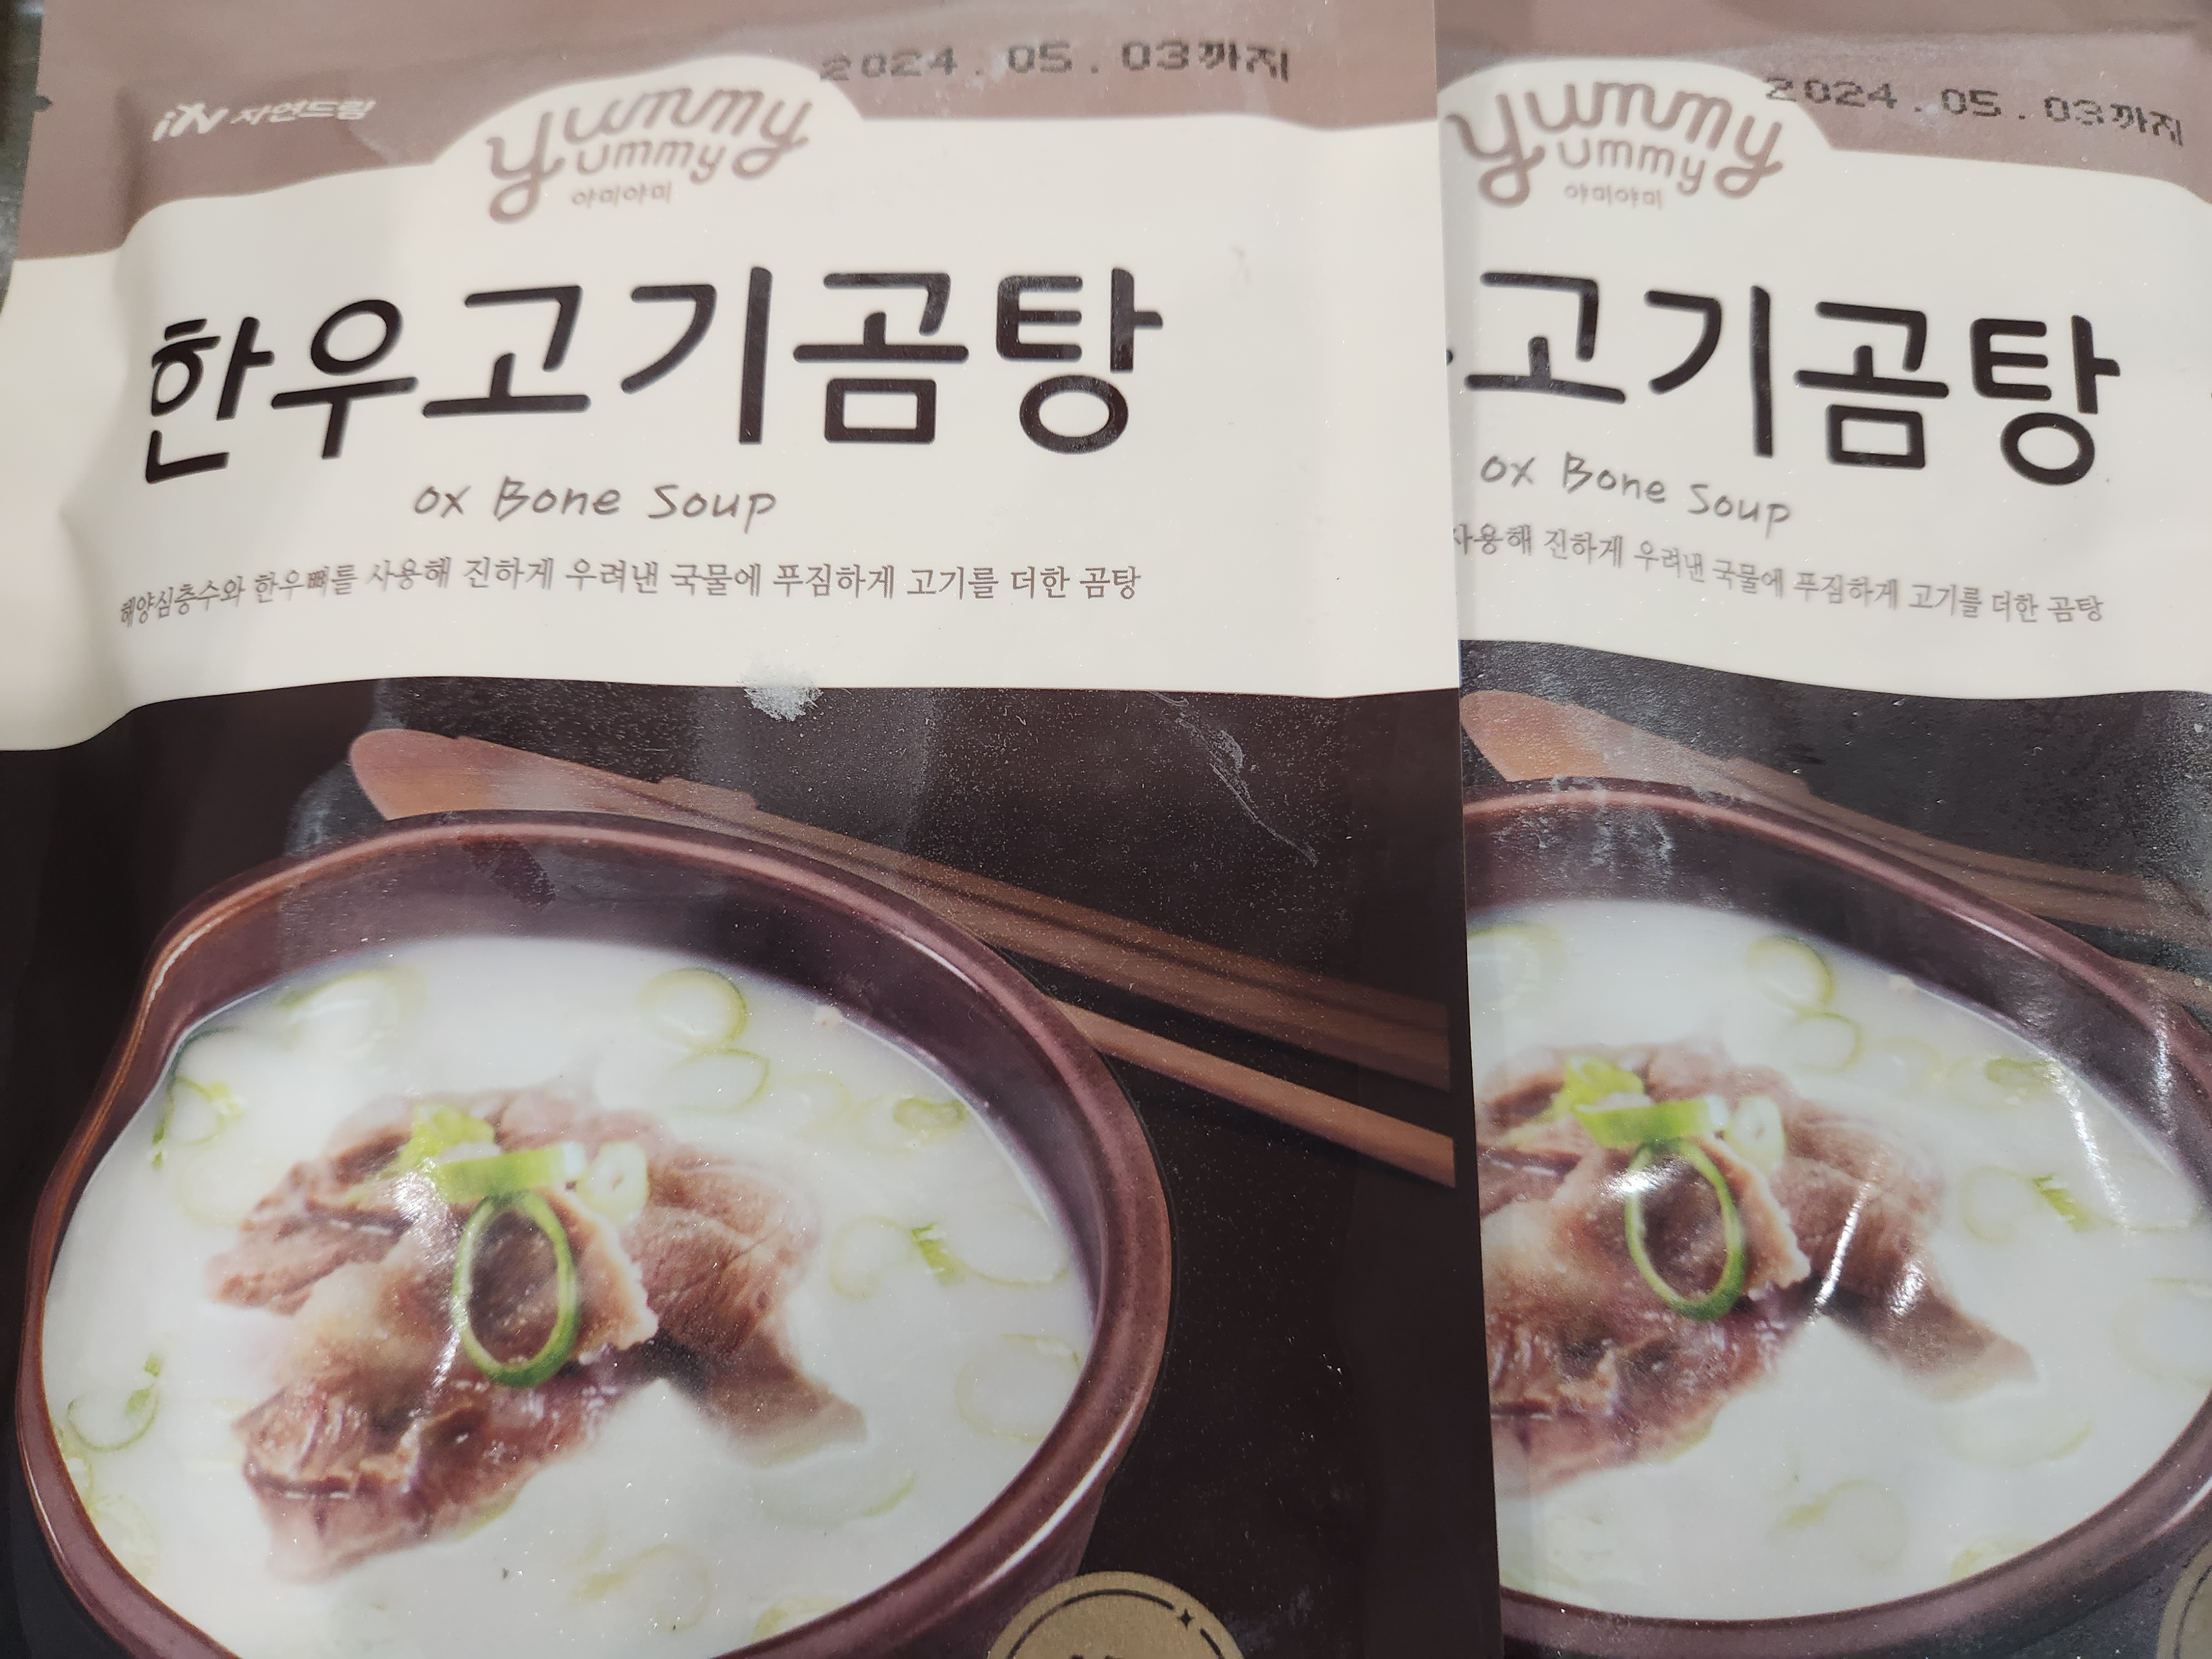 자연드림
yummy
yummy
야미야미
2024.05.03까지
한우고기곰탕
ox Bone Soup
해양심층수와 한우뼈를 사용해 진하게 우려낸 국물에 푸짐하게 고기를 더한 곰탕
yummy
yummy
야미야미
2024.05.03까지
고기곰탕
ox Bone Soup
사용해 진하게 우려낸 국물에 푸짐하게 고기를 더한 곰탕